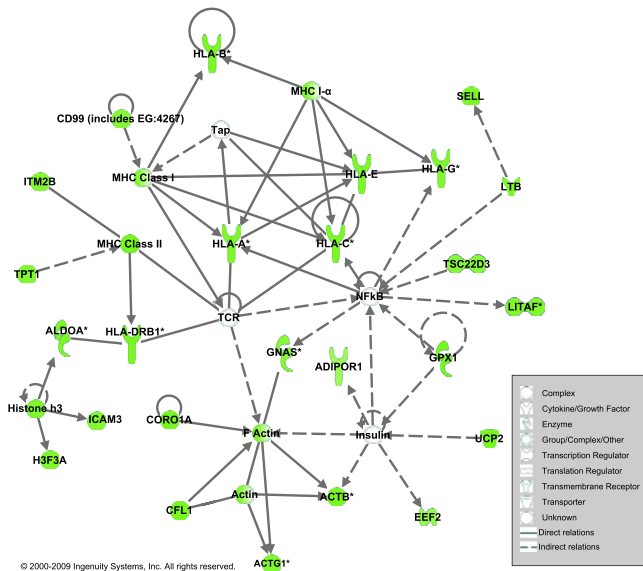 HLA-B*
MHC I-α
SELL
CD99 (includes EG:4267)
Tap
ITM2B
MHC Class I
HLA-E
HLA-G*
LTB
MHC Class II
HLA-A*
HLA-C*
TSC22D3
TPT1
NFkB
LITAF*
TCR
ALDOA*
HLA-DRB1*
GNAS*
ADIPOR1
GPX1
Histone h3
ICAM3
CORO1A
F Actin
Insulin
UCP2
H3F3A
CFL1
Actin
ACTB*
EEF2
ACTG1*
Complex
Cytokine/Growth Factor
Enzyme
Group/Complex/Other
Transcription Regulator
Translation Regulator
Transmembrane Receptor
Transporter
Unknown
Direct relations
Indirect relations
© 2000-2009 Ingenuity Systems, Inc. All rights reserved.